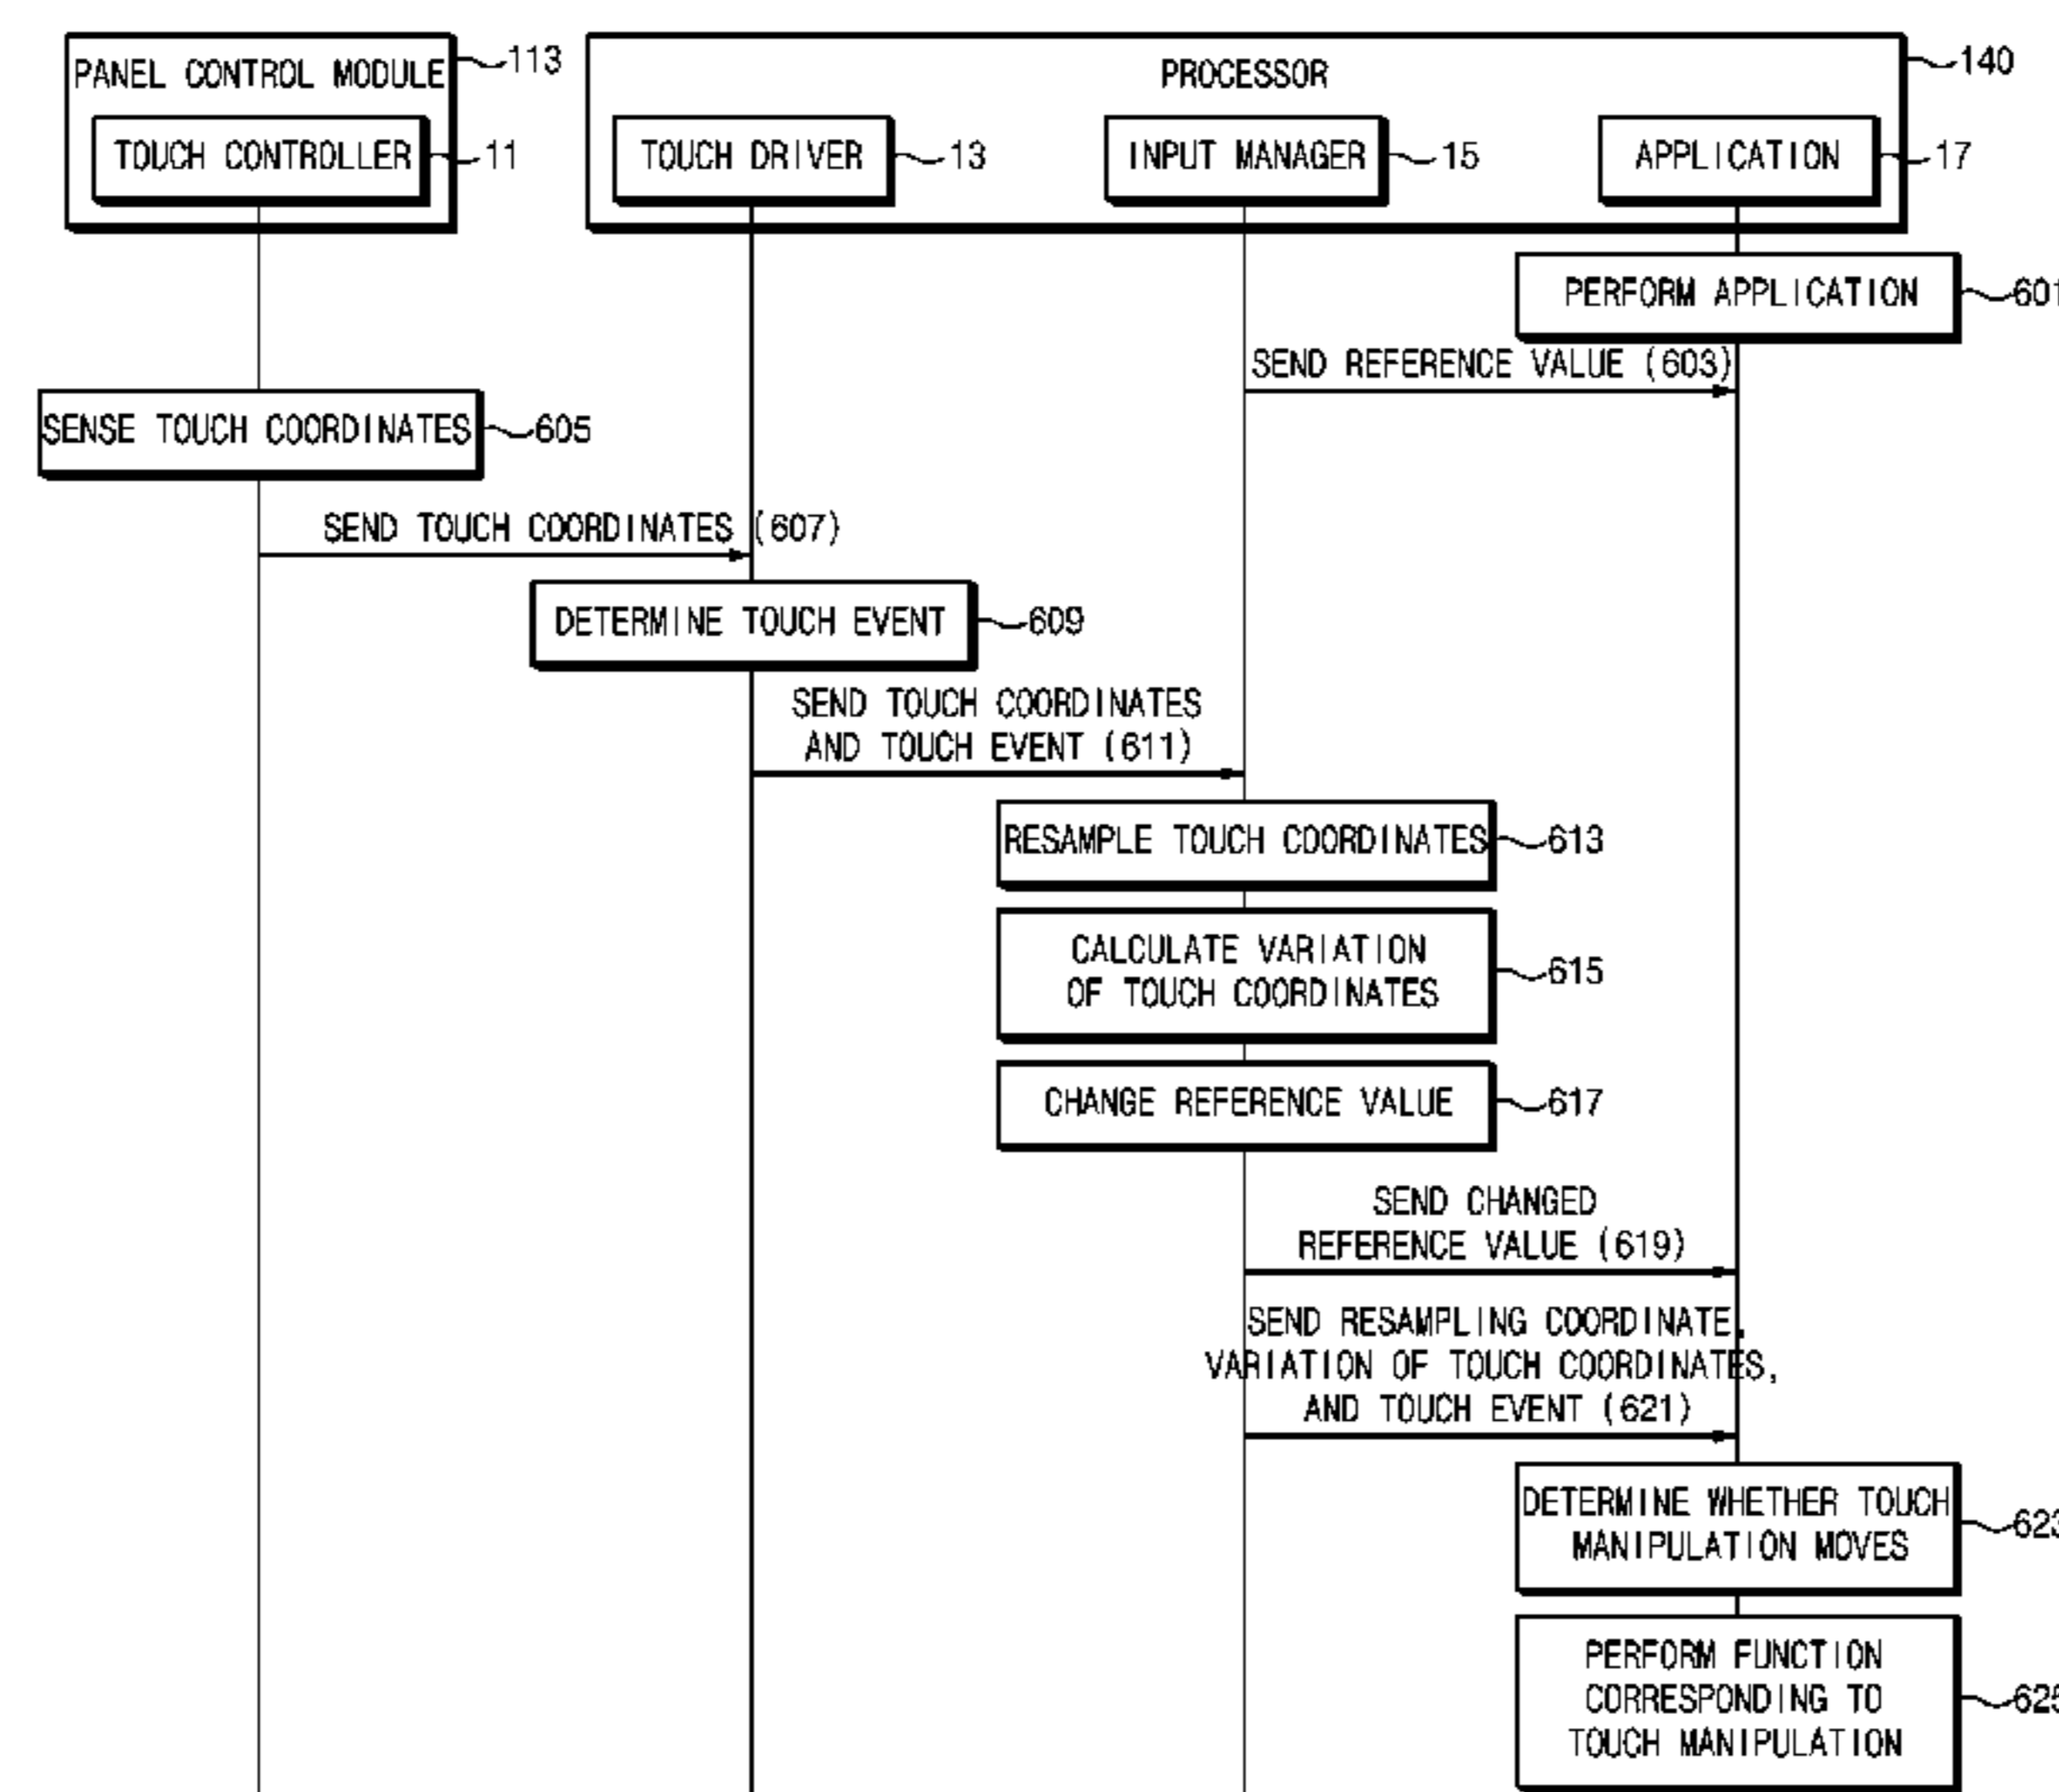 PANEL CONTROL MODULE
113
PROCESSOR
140
TOUCH CONTROLLER
11
TOUCH DRIVER
13
INPUT MANAGER
15
APPLICATION
17
PERFORM APPLICATION
601
SEND REFERENCE VALUE (603)
SENSE TOUCH COORDINATES
605
SEND TOUCH COORDINATES (607)
DETERMINE TOUCH EVENT
609
SEND TOUCH COORDINATES
AND TOUCH EVENT (611)
RESAMPLE TOUCH COORDINATES
613
CALCULATE VARIATION
OF TOUCH COORDINATES
615
CHANGE REFERENCE VALUE
617
SEND CHANGED
REFERENCE VALUE (619)
SEND RESAMPLING COORDINATE,
VARIATION OF TOUCH COORDINATES,
AND TOUCH EVENT (621)
DETERMINE WHETHER TOUCH
MANIPULATION MOVES
623
PERFORM FUNCTION
CORRESPONDING TO
TOUCH MANIPULATION
625